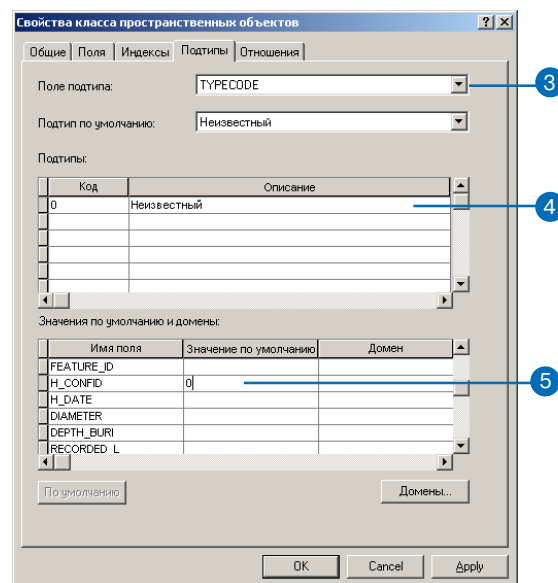 Свойства класса пространственных объектов ? X
Общие Поля Индексы Подтипы Отношения
Поле подтипа: TYPECODE 3
Подтип по умолчанию: Неизвестный
Подтипы:
Код Описание
0 Неизвестный 4
Значения по умолчанию и домены:
Имя поля Значение по умолчанию Домен
FEATURE_ID
H_CONFID 0 5
H_DATE
DIAMETER
DEPTH_BURI
RECORDED_L
По умолчанию Домены...
OK Cancel Apply